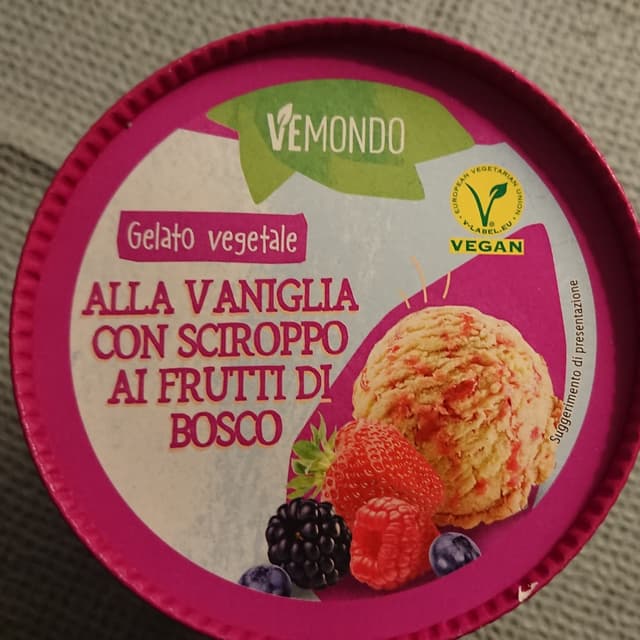 VEMONDO
EUROPEAN VEGETARIAN UNION
V-LABEL.EU
VEGAN
Gelato vegetale
ALLA VANIGLIA
CON SCIROPPO
AI FRUTTI DI
BOSCO
Suggerimento di presentazione